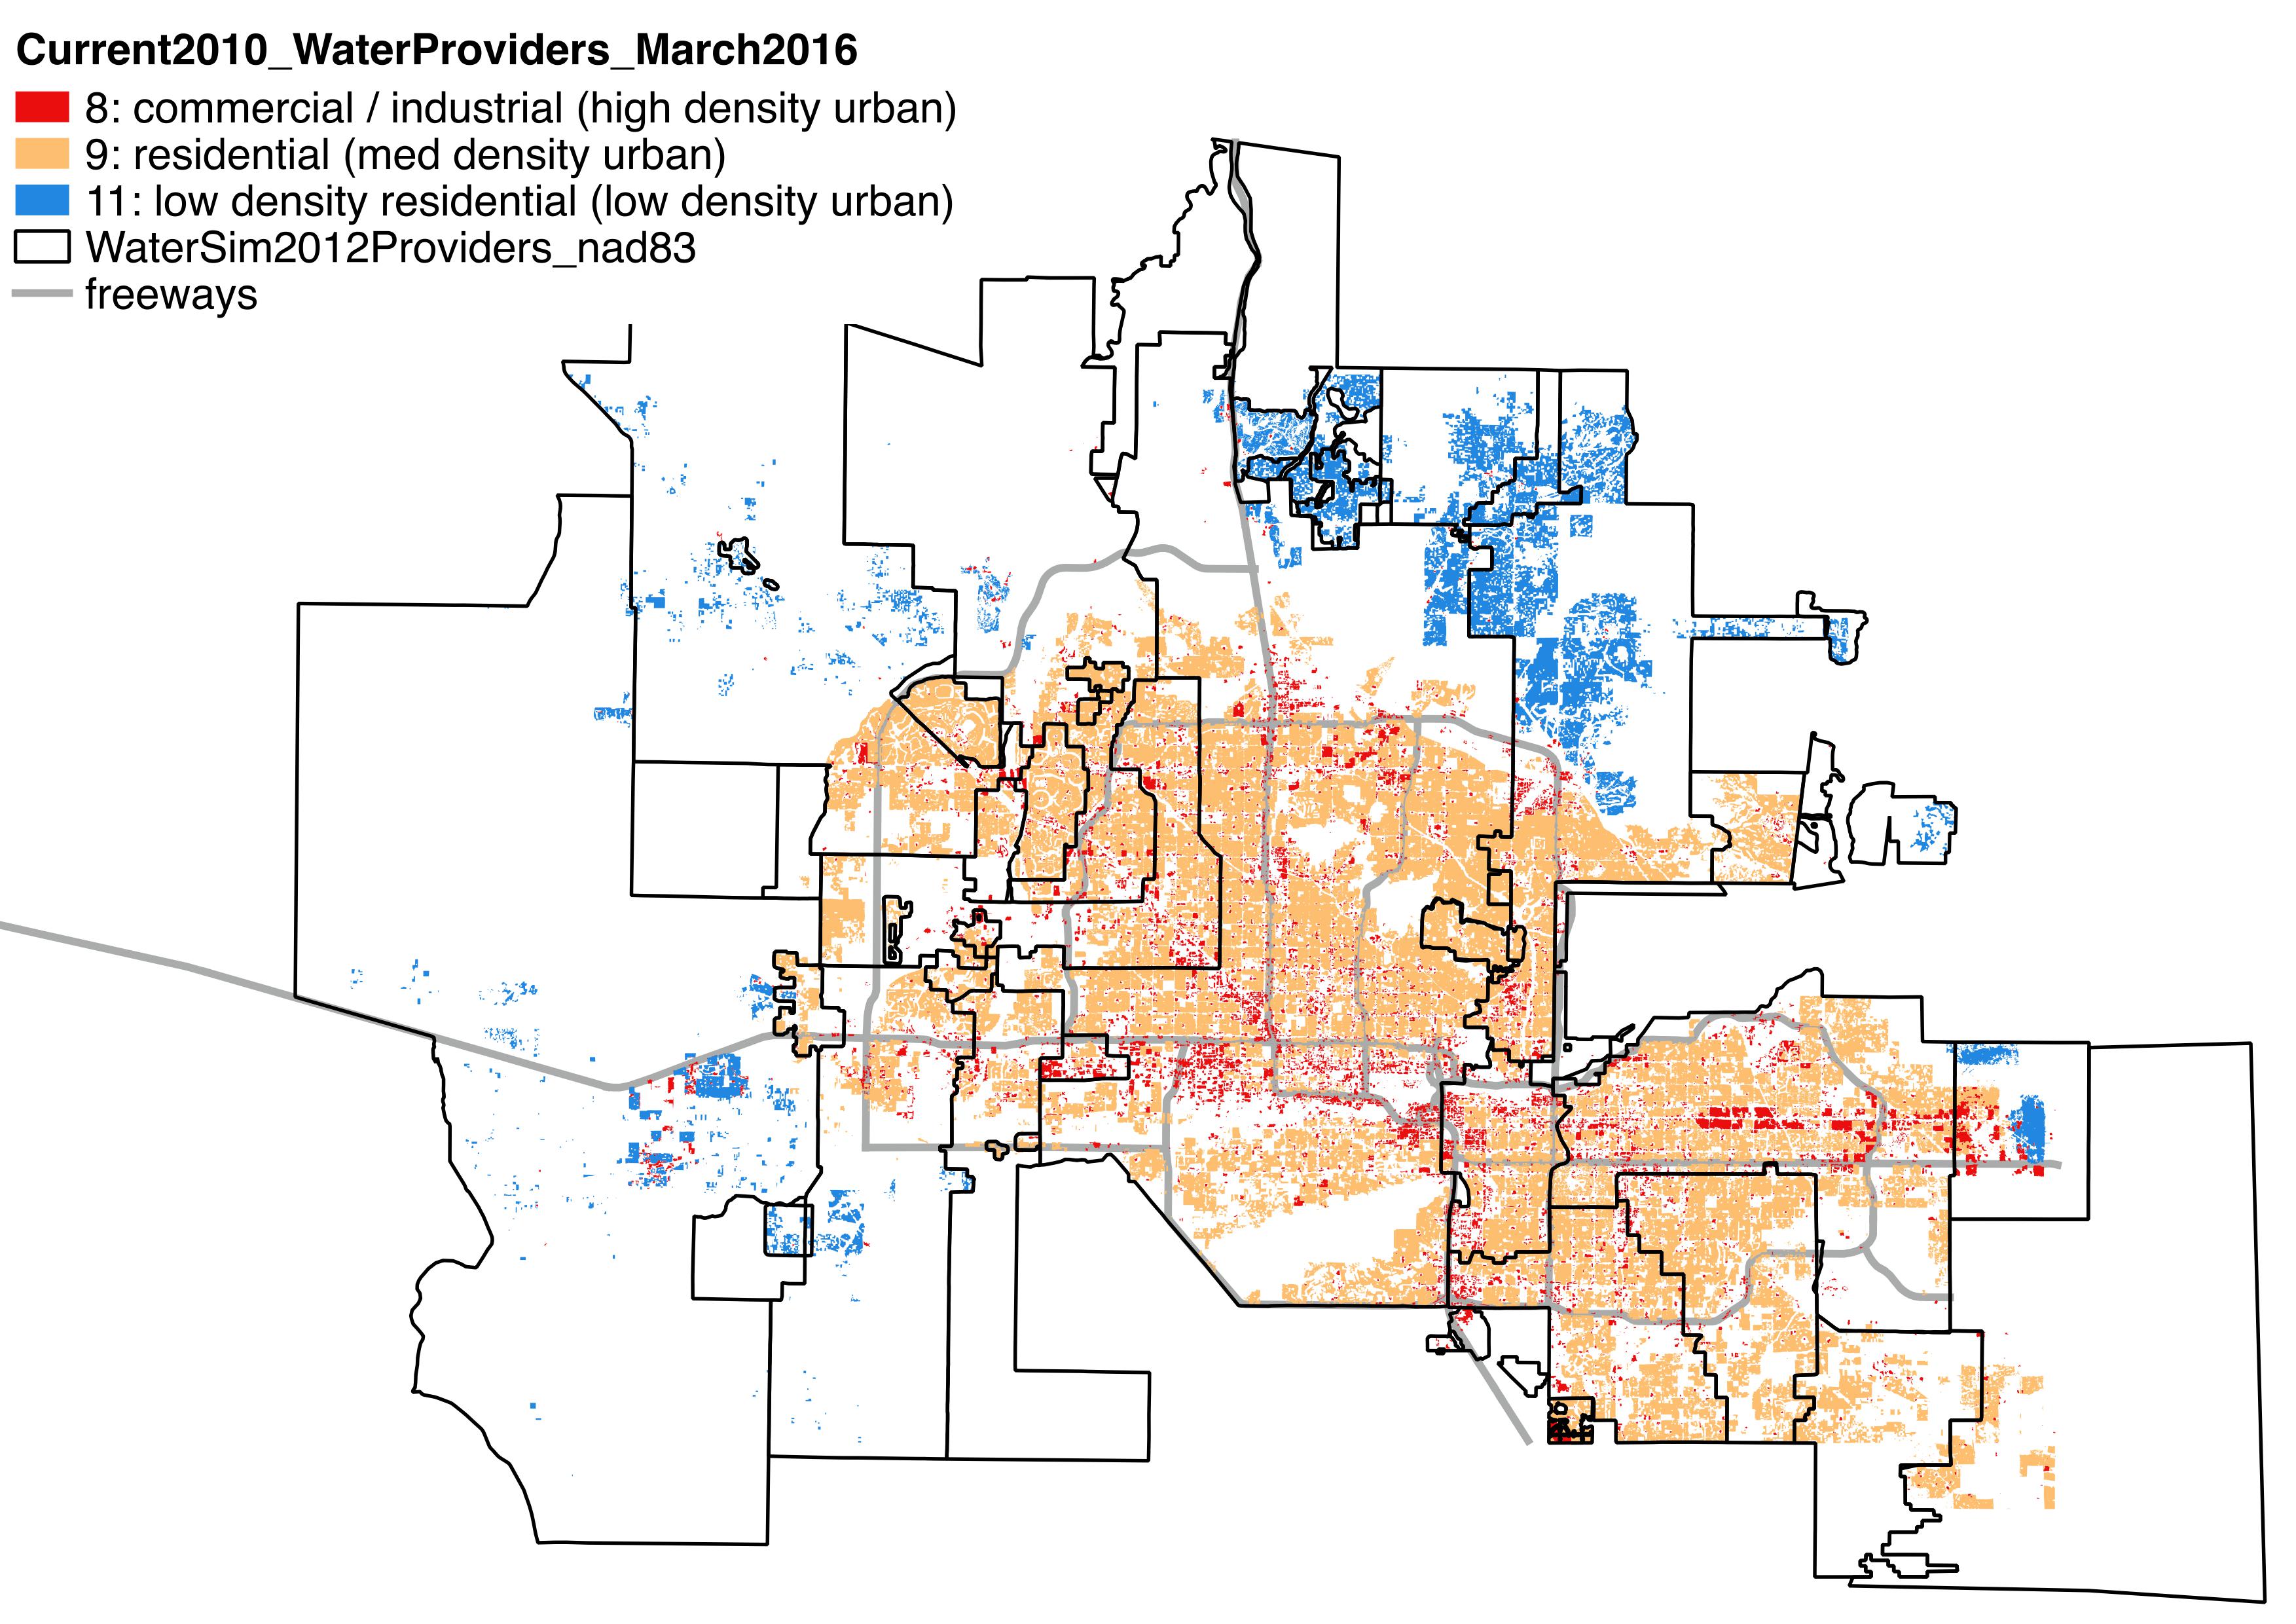 Current2010_WaterProviders_March2016
8: commercial / industrial (high density urban)
9: residential (med density urban)
11: low density residential (low density urban)
WaterSim2012Providers_nad83
freeways